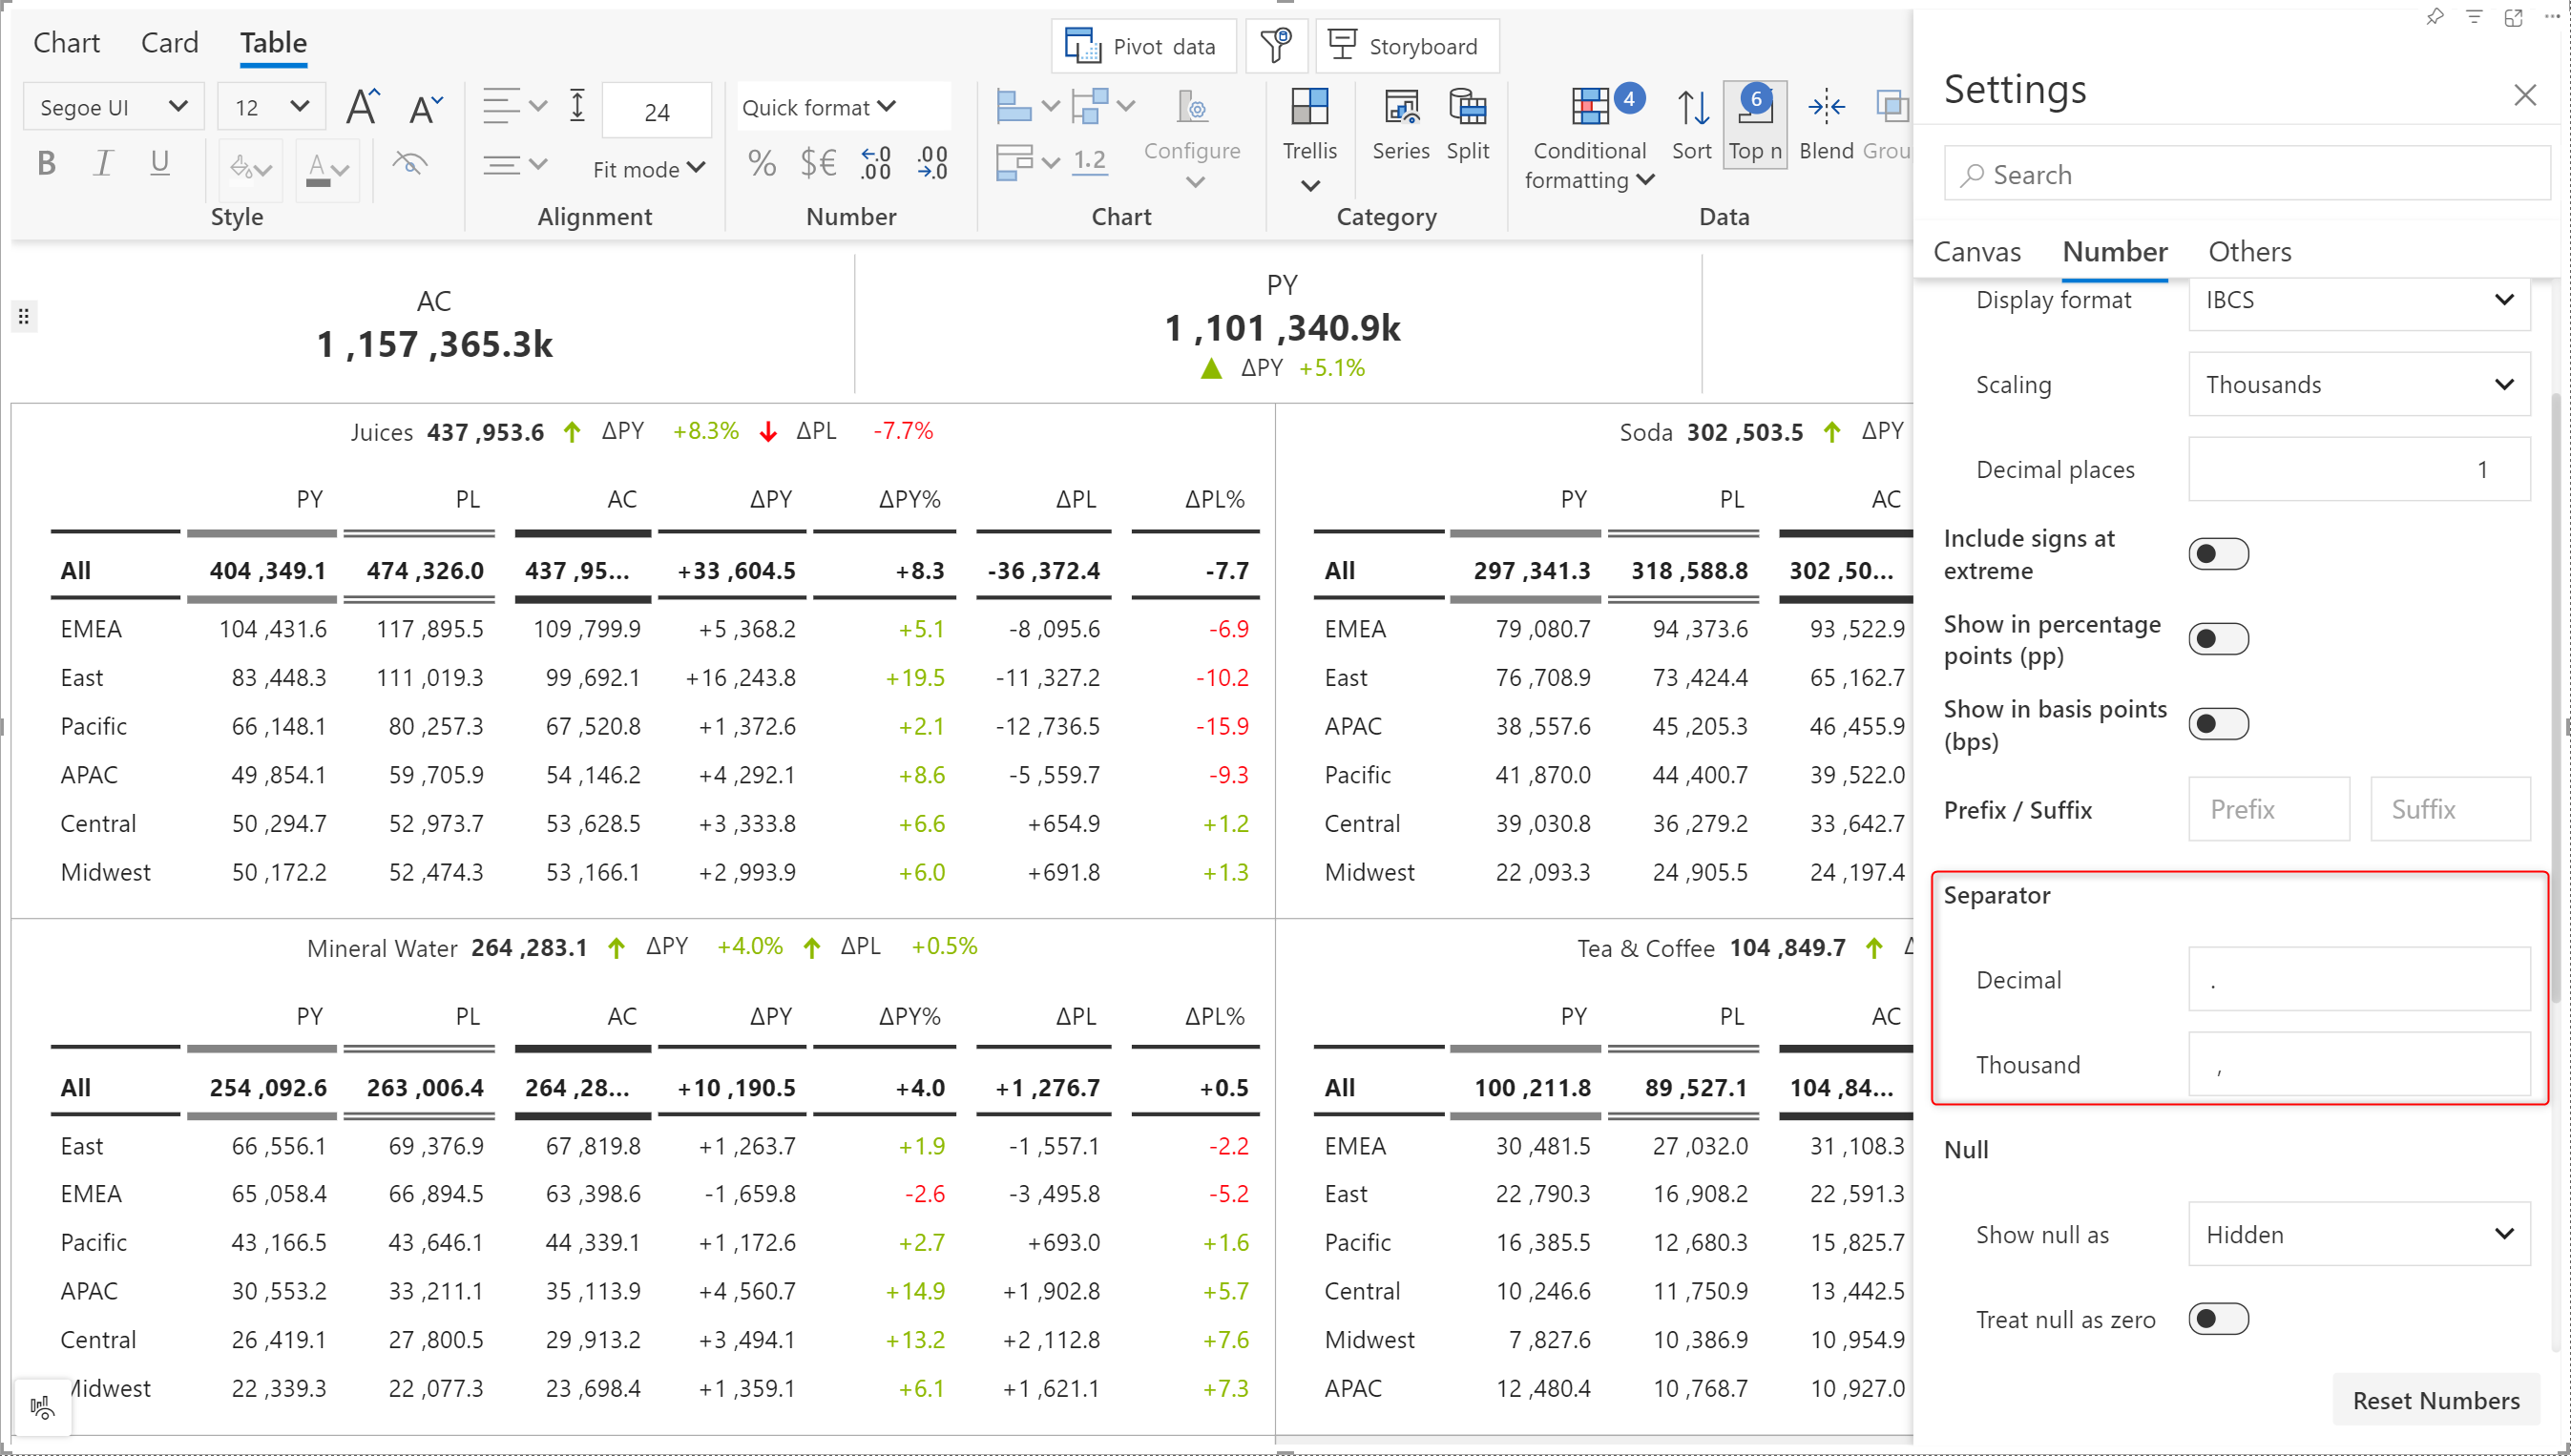 Chart Card Table
Pivot data Storyboard
Segoe UI 12
24
Quick format
Fit mode
B I U A
% $€ ←.0 .00 .00 →.0
1.2
Configure
Trellis
Series Split
Conditional formatting 4
Sort
6
Top n
Blend Grou
Style Alignment Number Chart Category Data
AC
1 ,157 ,365.3k
PY
1 ,101 ,340.9k
ΔPY +5.1%
Juices 437 ,953.6 ΔPY +8.3% ΔPL -7.7%
PY PL AC ΔPY ΔPY% ΔPL ΔPL%
All 404 ,349.1 474 ,326.0 437 ,95... +33 ,604.5 +8.3 -36 ,372.4 -7.7
EMEA 104 ,431.6 117 ,895.5 109 ,799.9 +5 ,368.2 +5.1 -8 ,095.6 -6.9
East 83 ,448.3 111 ,019.3 99 ,692.1 +16 ,243.8 +19.5 -11 ,327.2 -10.2
Pacific 66 ,148.1 80 ,257.3 67 ,520.8 +1 ,372.6 +2.1 -12 ,736.5 -15.9
APAC 49 ,854.1 59 ,705.9 54 ,146.2 +4 ,292.1 +8.6 -5 ,559.7 -9.3
Central 50 ,294.7 52 ,973.7 53 ,628.5 +3 ,333.8 +6.6 +654.9 +1.2
Midwest 50 ,172.2 52 ,474.3 53 ,166.1 +2 ,993.9 +6.0 +691.8 +1.3
Soda 302 ,503.5 ΔPY
PY PL AC
All 297 ,341.3 318 ,588.8 302 ,50...
EMEA 79 ,080.7 94 ,373.6 93 ,522.9
East 76 ,708.9 73 ,424.4 65 ,162.7
APAC 38 ,557.6 45 ,205.3 46 ,455.9
Pacific 41 ,870.0 44 ,400.7 39 ,522.0
Central 39 ,030.8 36 ,279.2 33 ,642.7
Midwest 22 ,093.3 24 ,905.5 24 ,197.4
Mineral Water 264 ,283.1 ΔPY +4.0% ΔPL +0.5%
PY PL AC ΔPY ΔPY% ΔPL ΔPL%
All 254 ,092.6 263 ,006.4 264 ,28... +10 ,190.5 +4.0 +1 ,276.7 +0.5
East 66 ,556.1 69 ,376.9 67 ,819.8 +1 ,263.7 +1.9 -1 ,557.1 -2.2
EMEA 65 ,058.4 66 ,894.5 63 ,398.6 -1 ,659.8 -2.6 -3 ,495.8 -5.2
Pacific 43 ,166.5 43 ,646.1 44 ,339.1 +1 ,172.6 +2.7 +693.0 +1.6
APAC 30 ,553.2 33 ,211.1 35 ,113.9 +4 ,560.7 +14.9 +1 ,902.8 +5.7
Central 26 ,419.1 27 ,800.5 29 ,913.2 +3 ,494.1 +13.2 +2 ,112.8 +7.6
Midwest 22 ,339.3 22 ,077.3 23 ,698.4 +1 ,359.1 +6.1 +1 ,621.1 +7.3
Tea & Coffee 104 ,849.7
PY PL AC
All 100 ,211.8 89 ,527.1 104 ,84...
EMEA 30 ,481.5 27 ,032.0 31 ,108.3
East 22 ,790.3 16 ,908.2 22 ,591.3
Pacific 16 ,385.5 12 ,680.3 15 ,825.7
Central 10 ,246.6 11 ,750.9 13 ,442.5
Midwest 7 ,827.6 10 ,386.9 10 ,954.9
APAC 12 ,480.4 10 ,768.7 10 ,927.0
Settings
Search
Canvas Number Others
Display format IBCS
Scaling Thousands
Decimal places 1
Include signs at
extreme
Show in percentage
points (pp)
Show in basis points
(bps)
Prefix / Suffix Prefix Suffix
Separator
Decimal .
Thousand ,
Null
Show null as Hidden
Treat null as zero
Reset Numbers